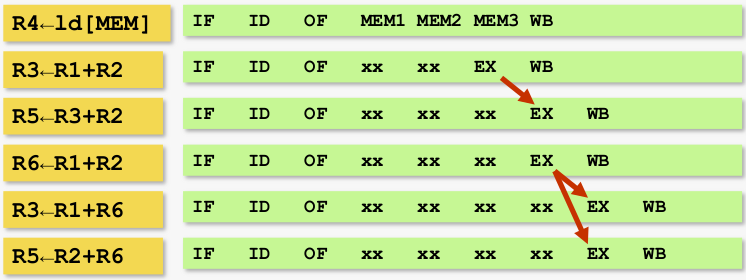 R4←ld[MEM] IF ID OF MEM1 MEM2 MEM3 WB
R3←R1+R2 IF ID OF xx xx EX WB
R5←R3+R2 IF ID OF xx xx xx EX WB
R6←R1+R2 IF ID OF xx xx xx EX WB
R3←R1+R6 IF ID OF xx xx xx xx EX WB
R5←R2+R6 IF ID OF xx xx xx xx EX WB